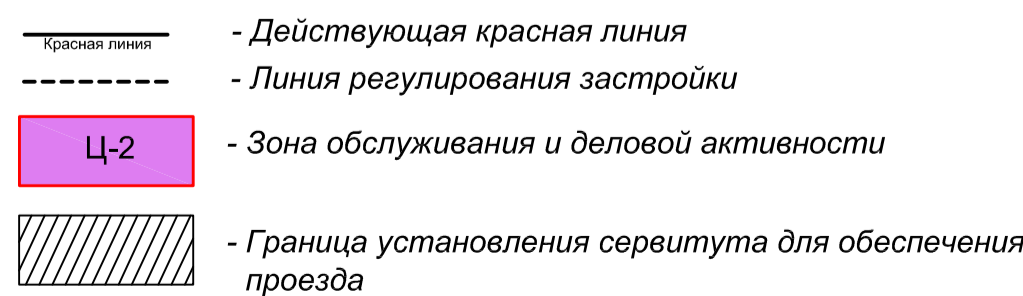 - Действующая красная линия
Красная линия
- Линия регулирования застройки
Ц-2
- Зона обслуживания и деловой активности
- Граница установления сервитута для обеспечения
проезда